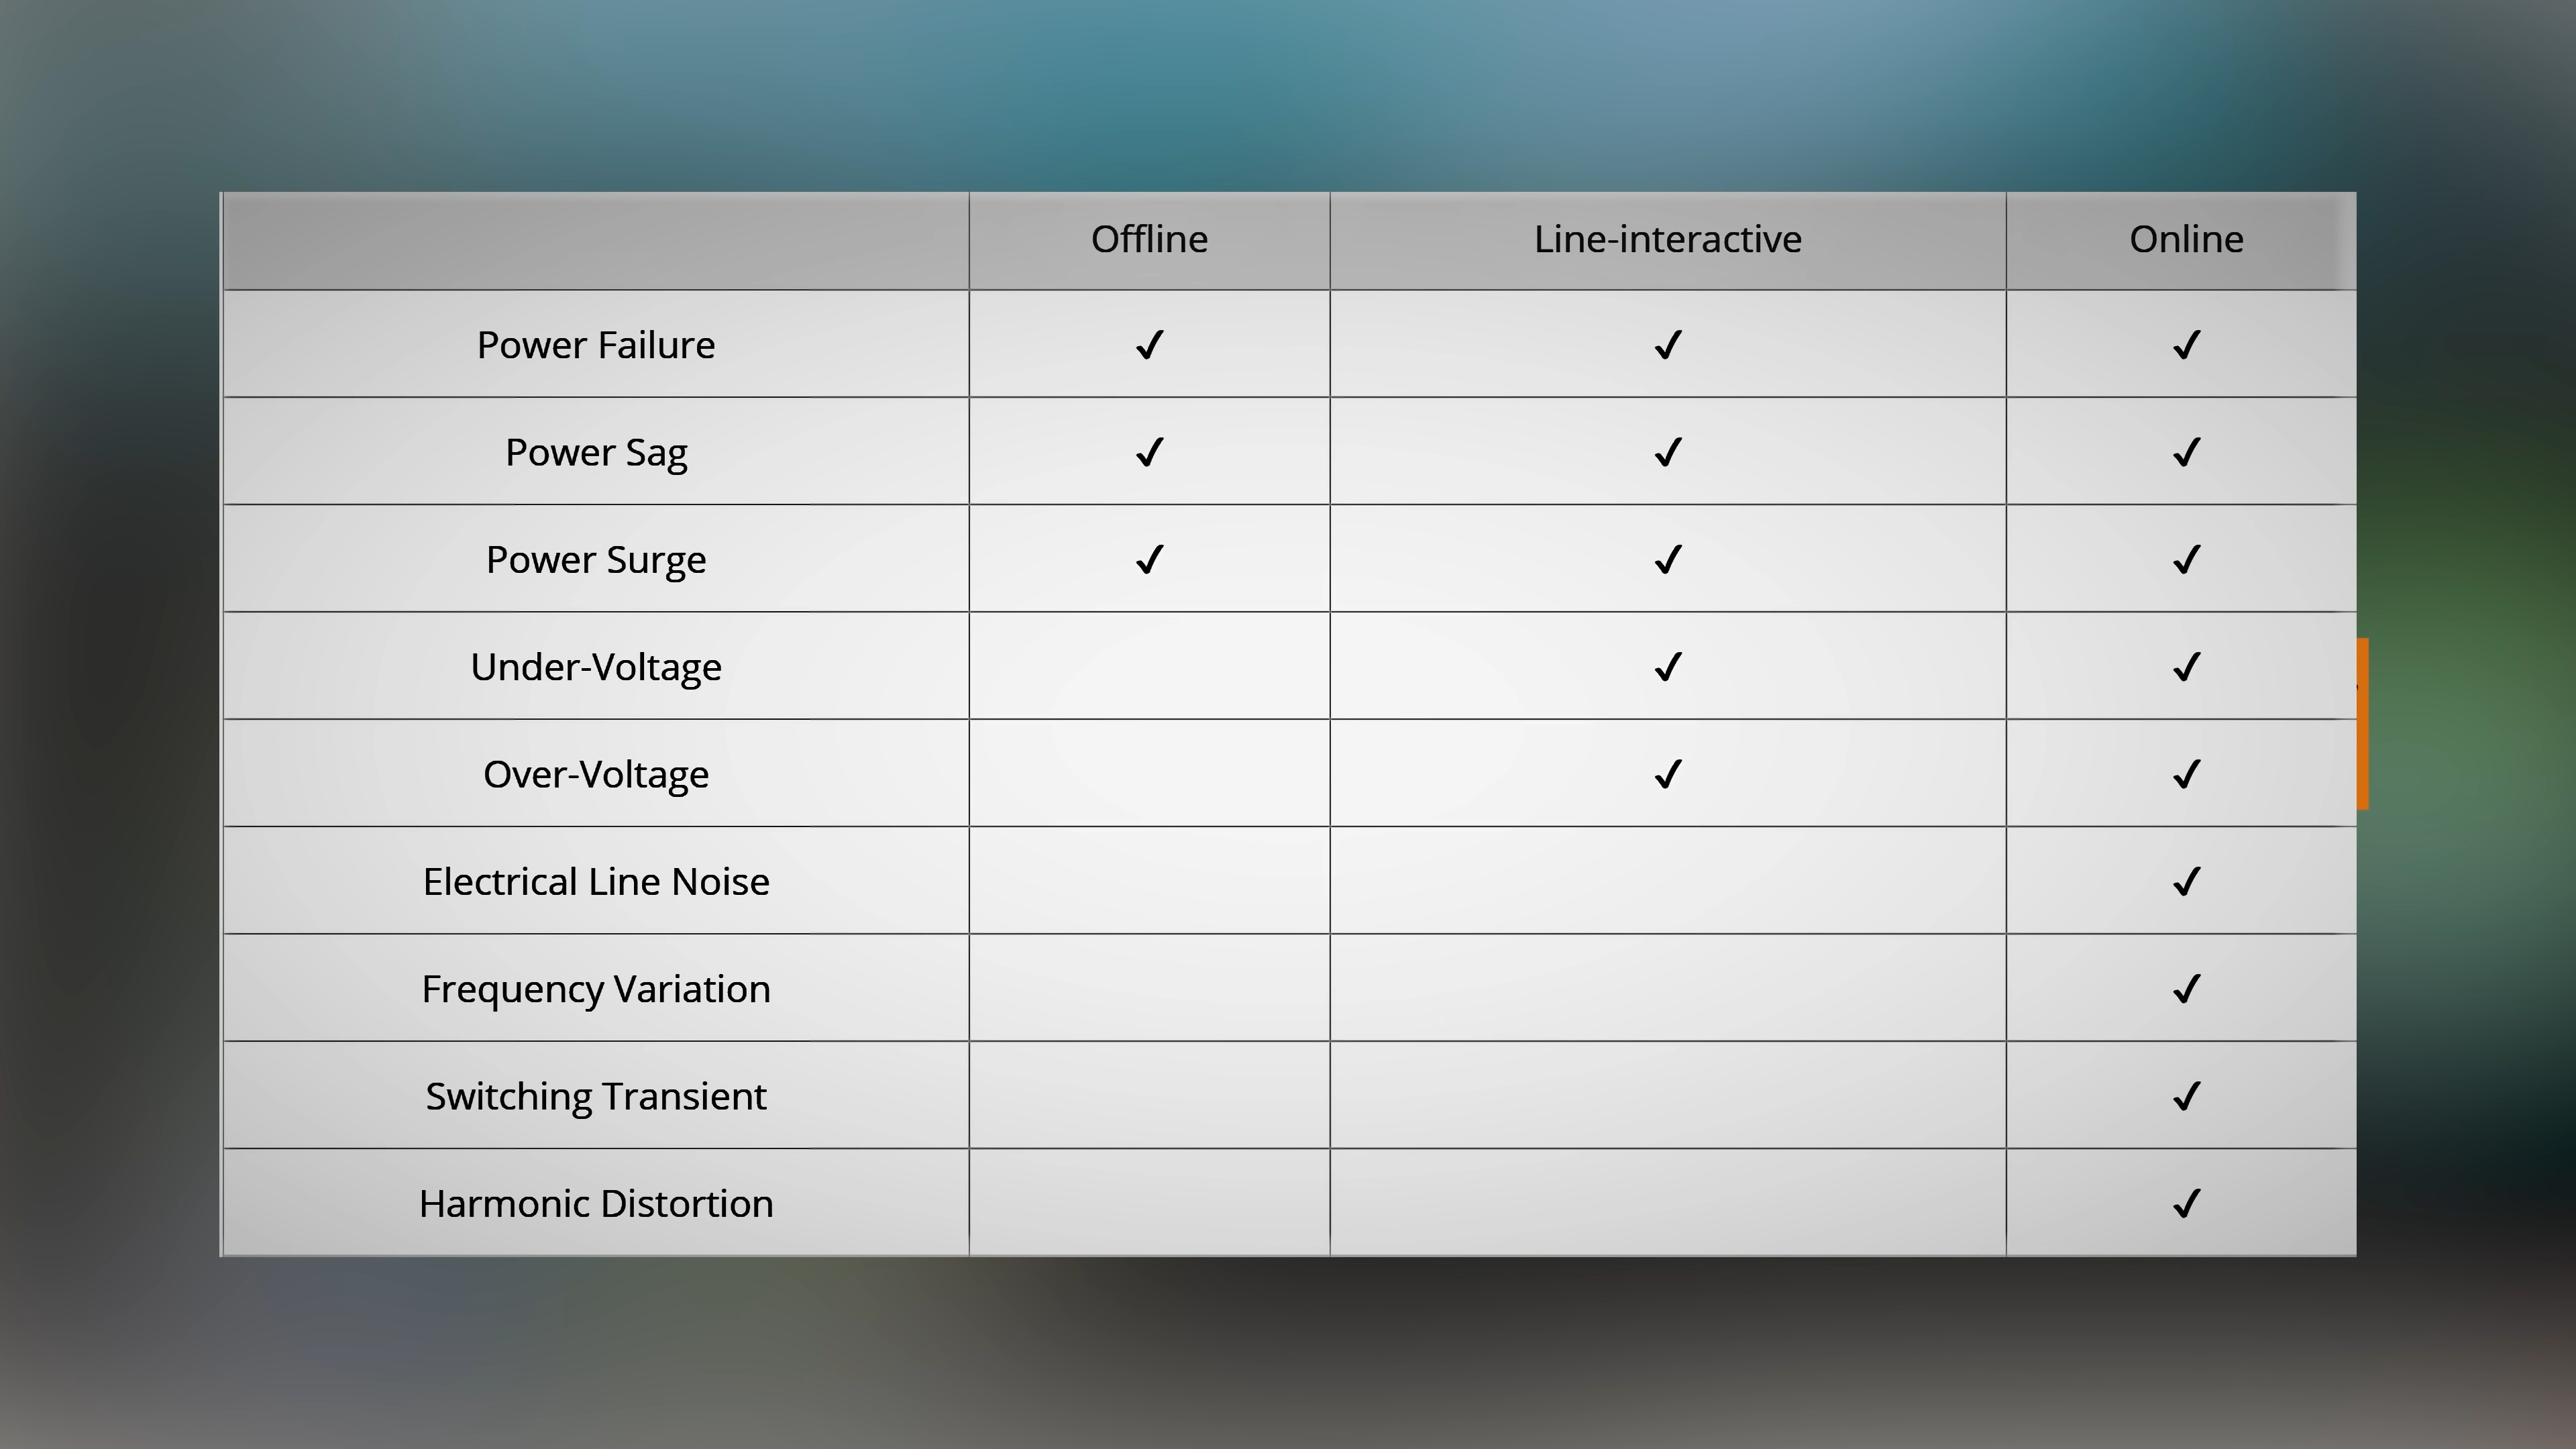 Offline Line-interactive Online
Power Failure ✓ ✓ ✓
Power Sag ✓ ✓ ✓
Power Surge ✓ ✓ ✓
Under-Voltage ✓ ✓
Over-Voltage ✓ ✓
Electrical Line Noise ✓
Frequency Variation ✓
Switching Transient ✓
Harmonic Distortion ✓